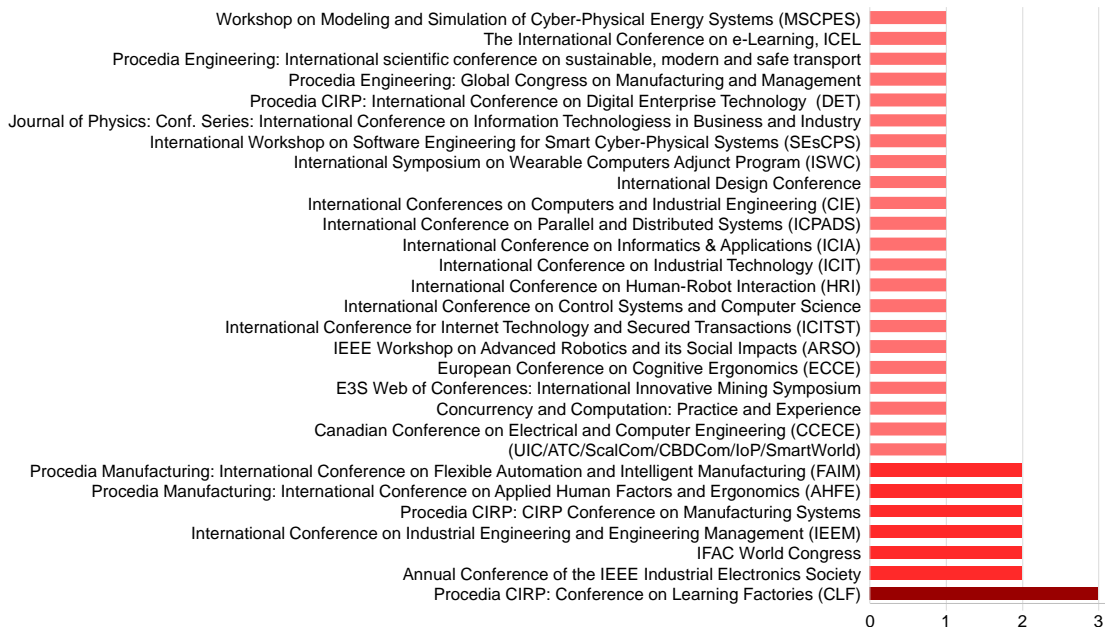 Workshop on Modeling and Simulation of Cyber-Physical Energy Systems (MSCPES)
The International Conference on e-Learning, ICEL
Procedia Engineering: International scientific conference on sustainable, modern and safe transport
Procedia Engineering: Global Congress on Manufacturing and Management
Procedia CIRP: International Conference on Digital Enterprise Technology  (DET)
Journal of Physics: Conf. Series: International Conference on Information Technologiess in Business and Industry
International Workshop on Software Engineering for Smart Cyber-Physical Systems (SEsCPS)
International Symposium on Wearable Computers Adjunct Program (ISWC)
International Design Conference
International Conferences on Computers and Industrial Engineering (CIE)
International Conference on Parallel and Distributed Systems (ICPADS)
International Conference on Informatics & Applications (ICIA)
International Conference on Industrial Technology (ICIT)
International Conference on Human-Robot Interaction (HRI)
International Conference on Control Systems and Computer Science
International Conference for Internet Technology and Secured Transactions (ICITST)
IEEE Workshop on Advanced Robotics and its Social Impacts (ARSO)
European Conference on Cognitive Ergonomics (ECCE)
E3S Web of Conferences: International Innovative Mining Symposium
Concurrency and Computation: Practice and Experience
Canadian Conference on Electrical and Computer Engineering (CCECE)
(UIC/ATC/ScalCom/CBDCom/IoP/SmartWorld)
Procedia Manufacturing: International Conference on Flexible Automation and Intelligent Manufacturing (FAIM)
Procedia Manufacturing: International Conference on Applied Human Factors and Ergonomics (AHFE)
Procedia CIRP: CIRP Conference on Manufacturing Systems
International Conference on Industrial Engineering and Engineering Management (IEEM)
IFAC World Congress
Annual Conference of the IEEE Industrial Electronics Society
Procedia CIRP: Conference on Learning Factories (CLF)
0 1 2 3